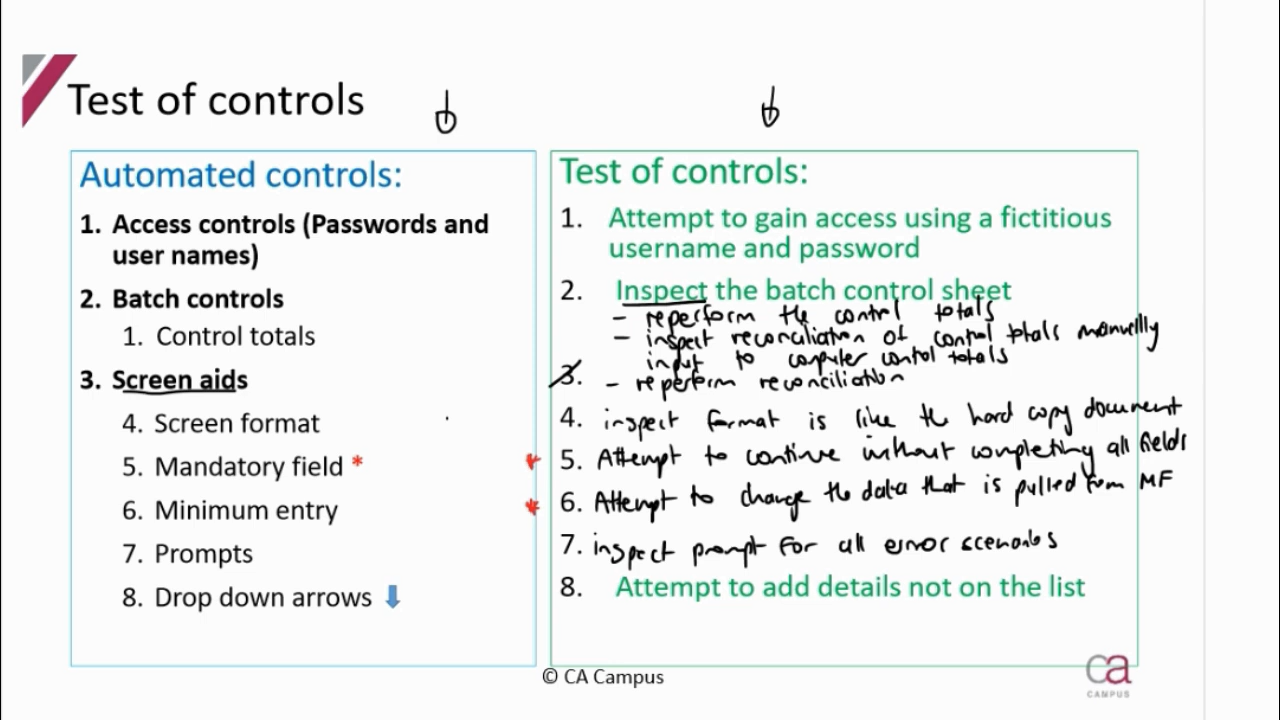 Test of controls
Automated controls:
1. Access controls (Passwords and
user names)
2. Batch controls
1. Control totals
3. Screen aids
4. Screen format
5. Mandatory field *
6. Minimum entry
7. Prompts
8. Drop down arrows
Test of controls:
1. Attempt to gain access using a fictitious
username and password
2. Inspect the batch control sheet
- reperform the control totals
- inspect reconciliation of control totals manually
input to computer control totals
3. - reperform reconciliation
4. inspect format is like the hard copy document
5. Attempt to continue without completing all fields
6. Attempt to change the data that is pulled from MF
7. inspect prompt for all error scenarios
8. Attempt to add details not on the list
© CA Campus
ca
CAMPUS